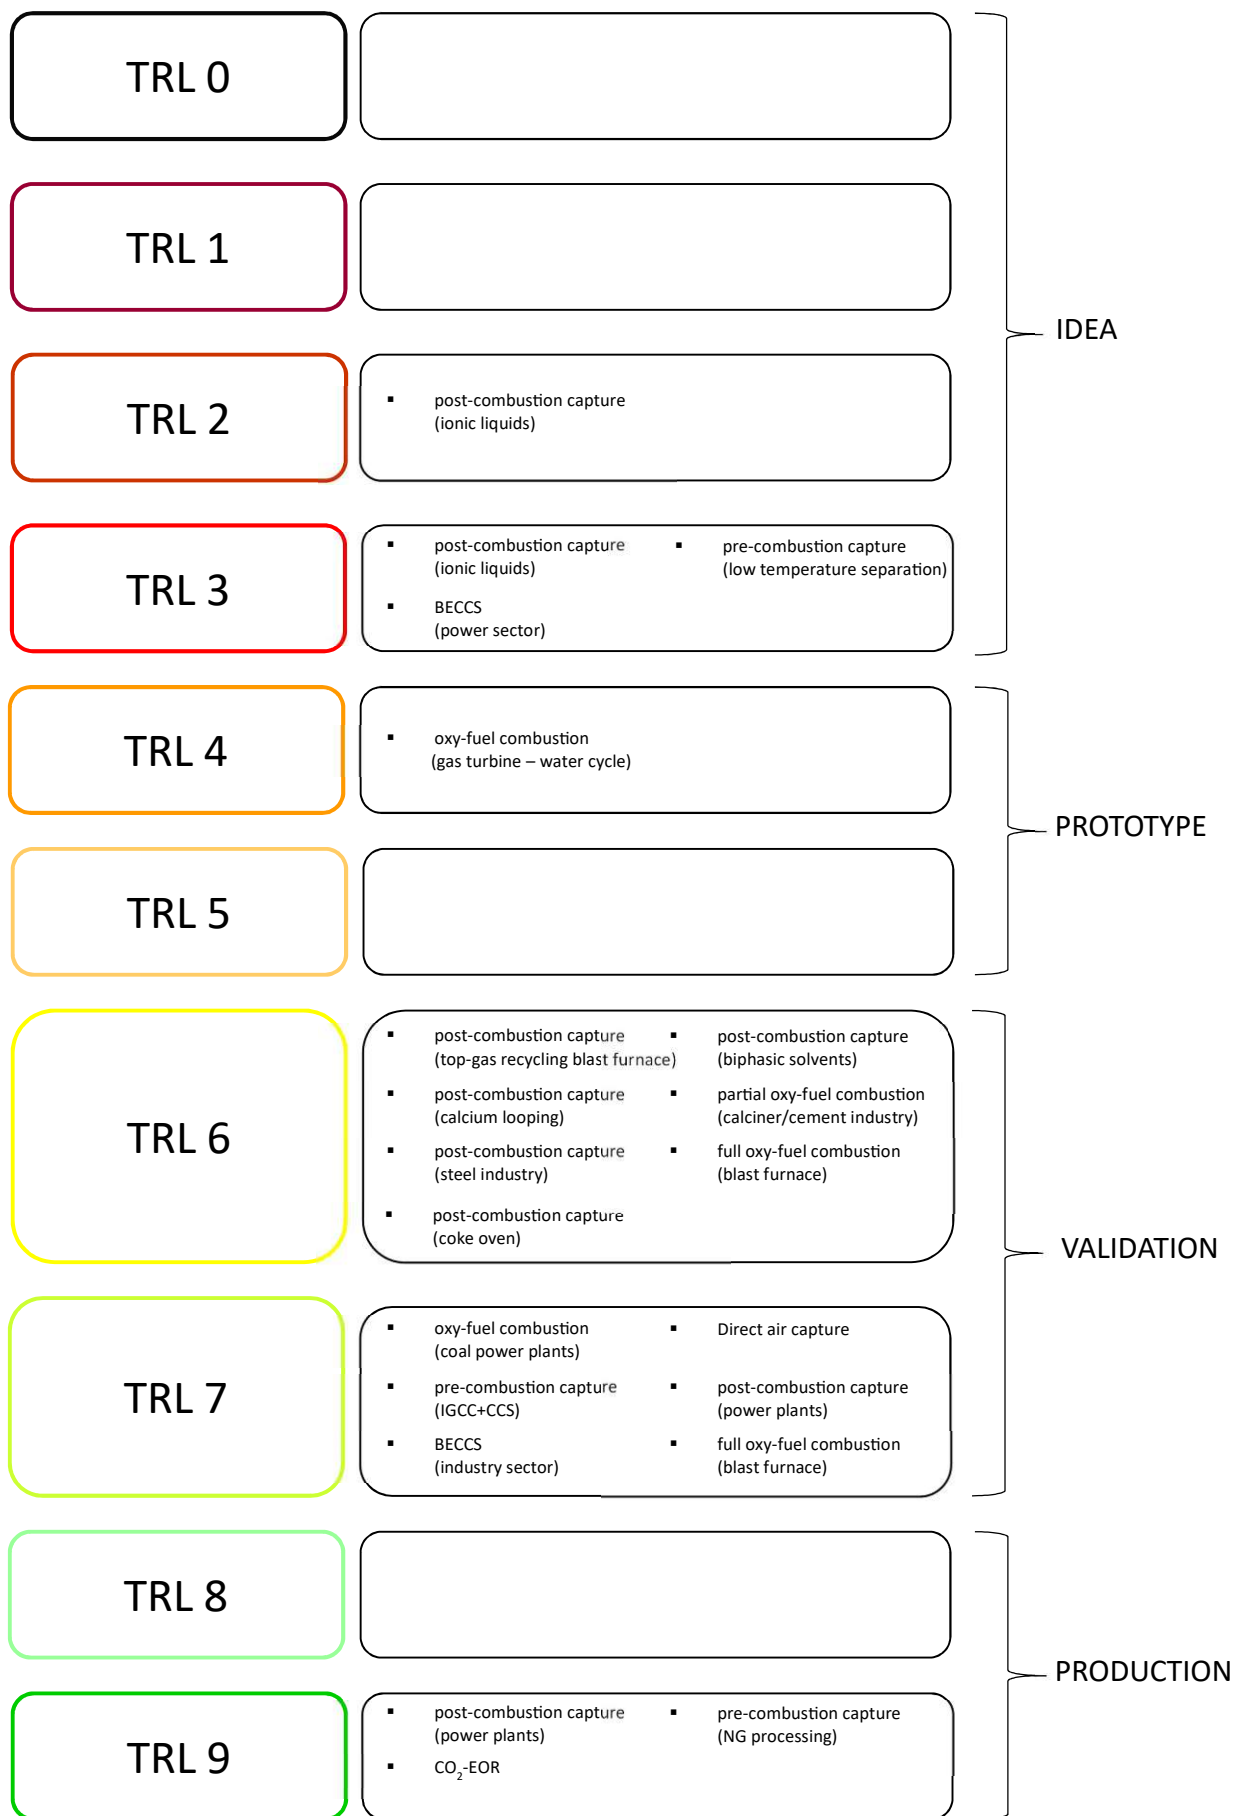 TRL 0
TRL 1
IDEA
TRL 2
▪ post-combustion capture
(ionic liquids)
TRL 3
▪ post-combustion capture
(ionic liquids)
▪ BECCS
(power sector)
▪ pre-combustion capture
(low temperature separation)
TRL 4
▪ oxy-fuel combustion
(gas turbine – water cycle)
PROTOTYPE
TRL 5
TRL 6
▪ post-combustion capture
(top-gas recycling blast furnace)
▪ post-combustion capture
(calcium looping)
▪ post-combustion capture
(steel industry)
▪ post-combustion capture
(coke oven)
▪ post-combustion capture
(biphasic solvents)
▪ partial oxy-fuel combustion
(calciner/cement industry)
▪ full oxy-fuel combustion
(blast furnace)
VALIDATION
TRL 7
▪ oxy-fuel combustion
(coal power plants)
▪ pre-combustion capture
(IGCC+CCS)
▪ BECCS
(industry sector)
▪ Direct air capture
▪ post-combustion capture
(power plants)
▪ full oxy-fuel combustion
(blast furnace)
TRL 8
PRODUCTION
TRL 9
▪ post-combustion capture
(power plants)
▪ CO2-EOR
▪ pre-combustion capture
(NG processing)